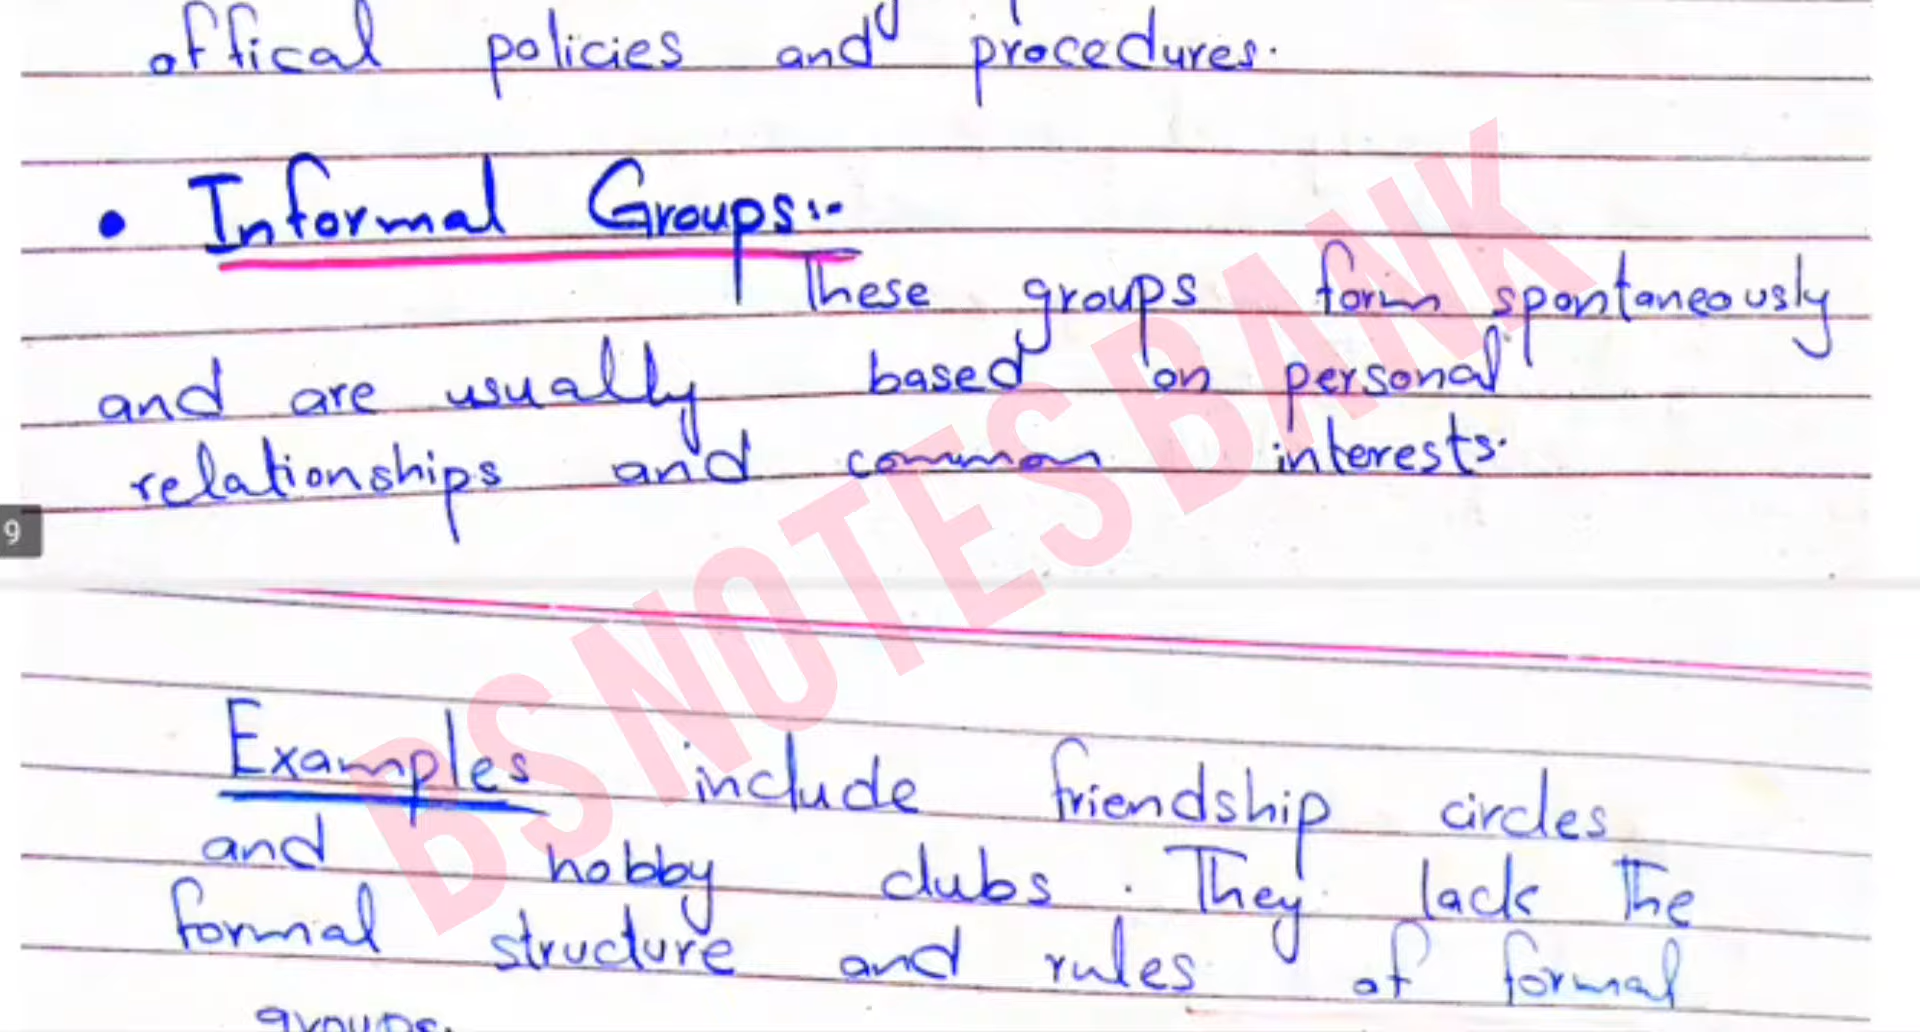 offical policies and procedures.
• Informal Groups:-
These groups form spontaneously
and are usually based on personal
relationships and common interests.
9
Examples include friendship circles
and hobby clubs. They lack the
formal structure and rules of formal
groups.
BS NOTES BANK